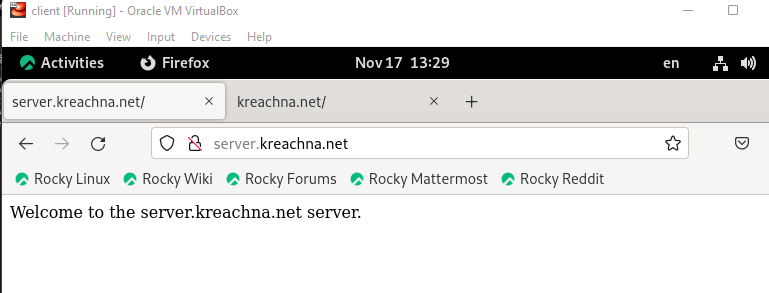 client [Running] - Oracle VM VirtualBox
File Machine View Input Devices Help
Activities Firefox Nov 17 13:29 en
server.kreachna.net/ kreachna.net/
server.kreachna.net
Rocky Linux Rocky Wiki Rocky Forums Rocky Mattermost Rocky Reddit
Welcome to the server.kreachna.net server.